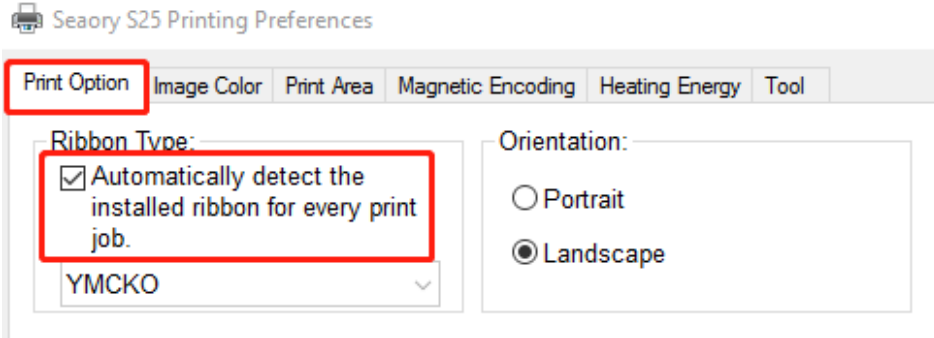 Seaory S25 Printing Preferences
Print Option Image Color Print Area Magnetic Encoding Heating Energy Tool
Ribbon Type:
Automatically detect the
installed ribbon for every print
job.
YMCKO
Orientation:
Portrait
Landscape